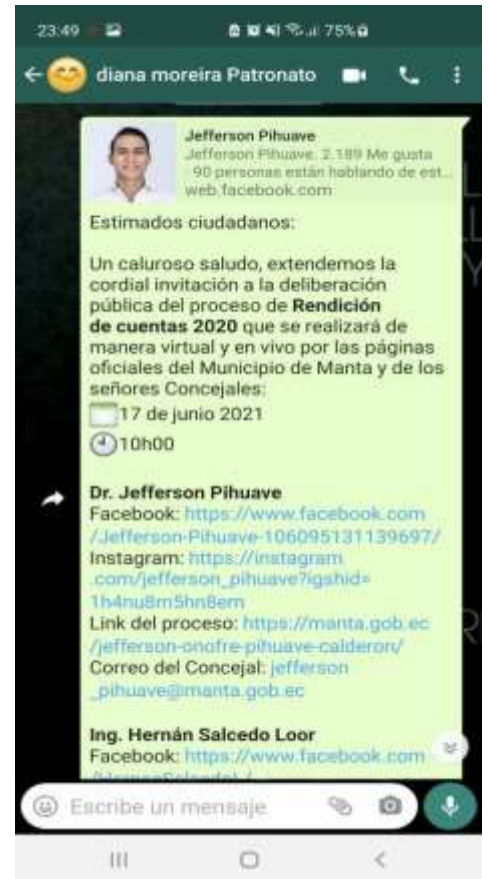 23:49
75%
diana moreira Patronato
Jefferson Pihuave
Jefferson Pihuave. 2.189 Me gusta
90 personas están hablando de est...
web.facebook.com
Estimados ciudadanos:
Un caluroso saludo, extendemos la
cordial invitación a la deliberación
pública del proceso de Rendición
de cuentas 2020 que se realizará de
manera virtual y en vivo por las páginas
oficiales del Municipio de Manta y de los
señores Concejales:
17 de junio 2021
10h00
Dr. Jefferson Pihuave
Facebook: https://www.facebook.com
/Jefferson-Pihuave-106095131139697/
Instagram: https://instagram
.com/jefferson_pihuave?igshid=
1h4nu8m5hn8em
Link del proceso: https://manta.gob.ec
/jefferson-onofre-pihuave-calderon/
Correo del Concejal: jefferson
_pihuave@manta.gob.ec
Ing. Hernán Salcedo Loor
Facebook: https://www.facebook.com
Escribe un mensaje